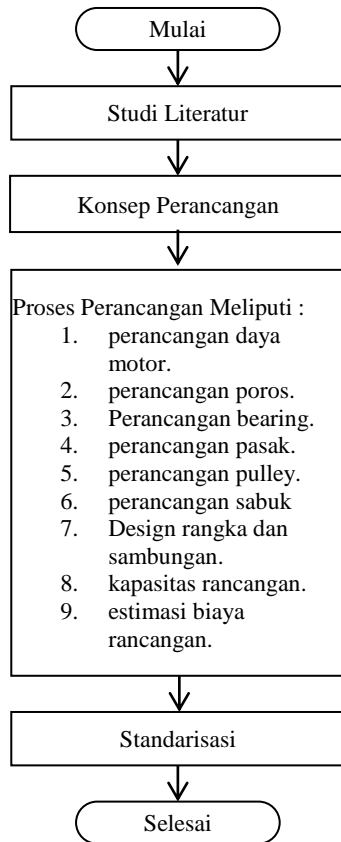 Mulai
Studi Literatur
Konsep Perancangan
Proses Perancangan Meliputi :
1. perancangan daya
motor.
2. perancangan poros.
3. Perancangan bearing.
4. perancangan pasak.
5. perancangan pulley.
6. perancangan sabuk
7. Design rangka dan
sambungan.
8. kapasitas rancangan.
9. estimasi biaya
rancangan.
Standarisasi
Selesai